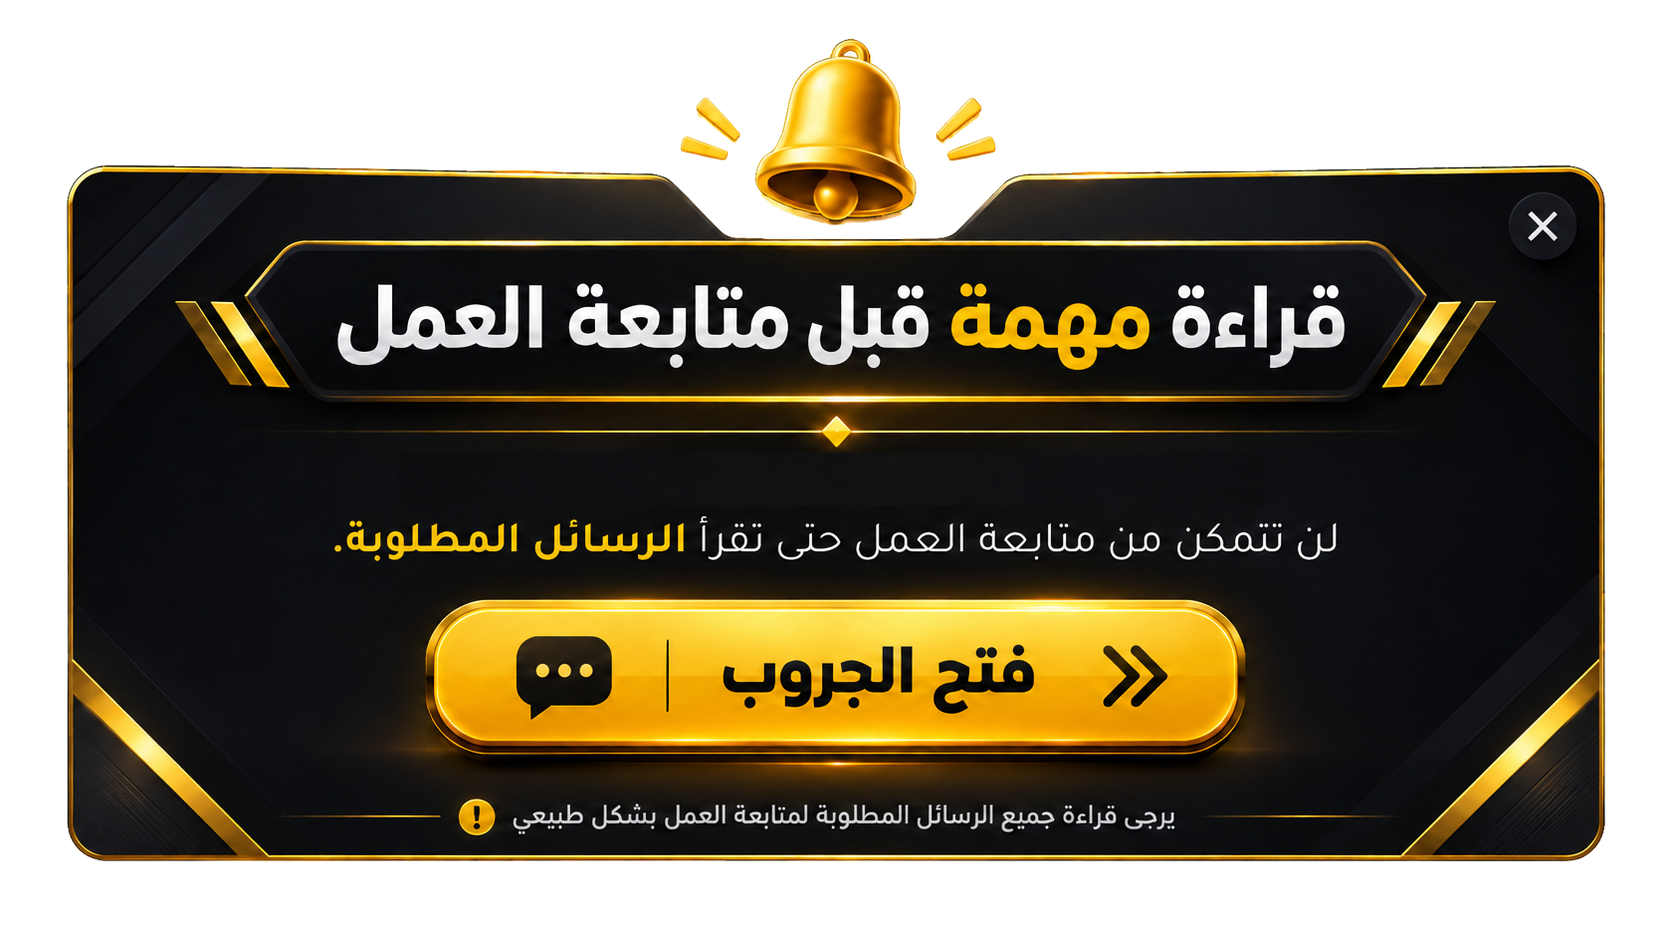 قراءة مهمة قبل متابعة العمل
لن تتمكن من متابعة العمل حتى تقرأ الرسائل المطلوبة.
فتح الجروب
يرجى قراءة جميع الرسائل المطلوبة لمتابعة العمل بشكل طبيعي